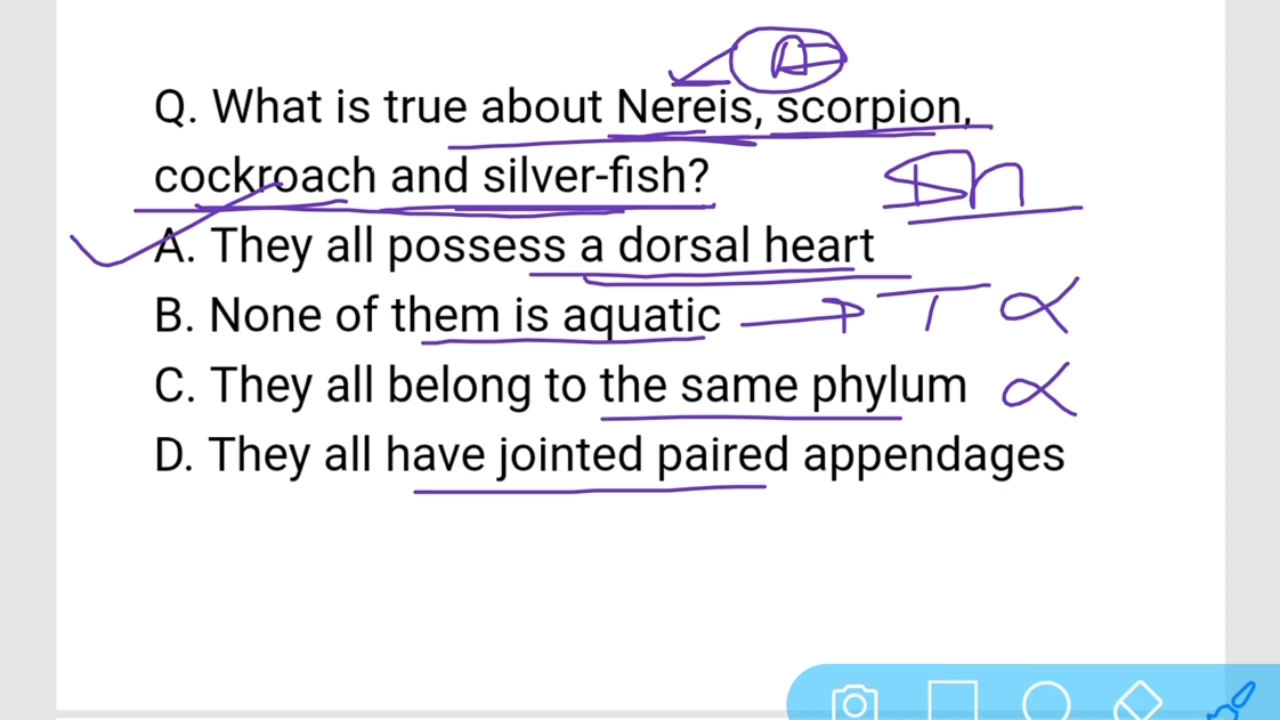 Q. What is true about Nereis, scorpion,
cockroach and silver-fish?
A. They all possess a dorsal heart
B. None of them is aquatic
C. They all belong to the same phylum
D. They all have jointed paired appendages